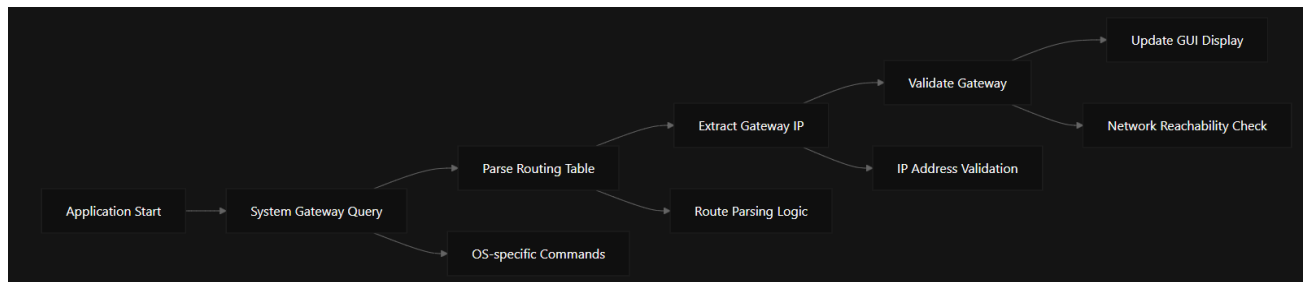 Update GUI Display
Validate Gateway
Extract Gateway IP
Network Reachability Check
Parse Routing Table
IP Address Validation
Application Start
System Gateway Query
Route Parsing Logic
OS-specific Commands